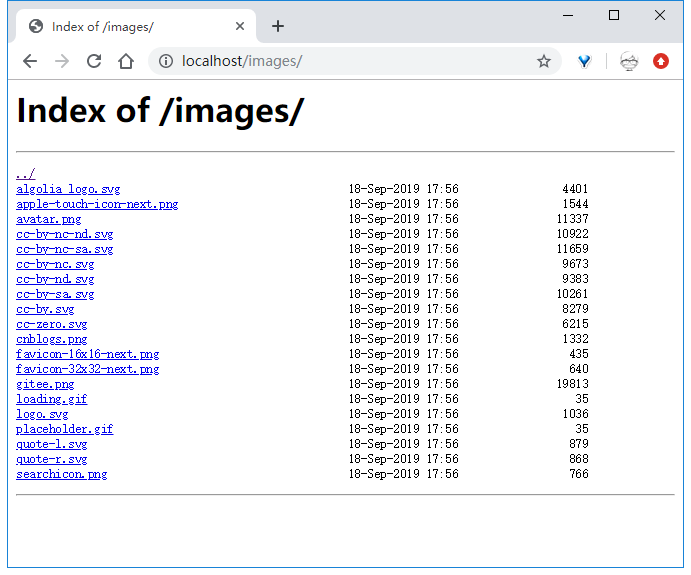 Index of /images/
localhost/images/
Index of /images/
../
algolia_logo.svg 18-Sep-2019 17:56 4401
apple-touch-icon-next.png 18-Sep-2019 17:56 1544
avatar.png 18-Sep-2019 17:56 11337
cc-by-nc-nd.svg 18-Sep-2019 17:56 10922
cc-by-nc-sa.svg 18-Sep-2019 17:56 11659
cc-by-nc.svg 18-Sep-2019 17:56 9673
cc-by-nd.svg 18-Sep-2019 17:56 9383
cc-by-sa.svg 18-Sep-2019 17:56 10261
cc-by.svg 18-Sep-2019 17:56 8279
cc-zero.svg 18-Sep-2019 17:56 6215
cnblogs.png 18-Sep-2019 17:56 1332
favicon-16x16-next.png 18-Sep-2019 17:56 435
favicon-32x32-next.png 18-Sep-2019 17:56 640
gitee.png 18-Sep-2019 17:56 19813
loading.gif 18-Sep-2019 17:56 35
logo.svg 18-Sep-2019 17:56 1036
placeholder.gif 18-Sep-2019 17:56 35
quote-l.svg 18-Sep-2019 17:56 879
quote-r.svg 18-Sep-2019 17:56 868
searchicon.png 18-Sep-2019 17:56 766